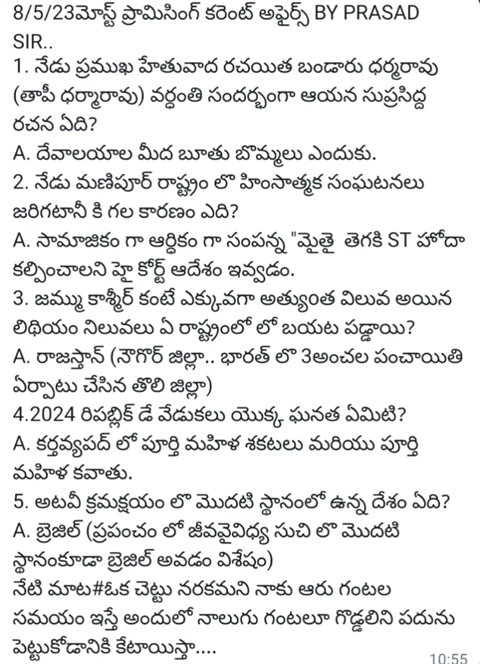 8/5/23మోస్ట్ ప్రామిసింగ్ కరెంట్ అఫైర్స్ BY PRASAD
SIR..
1. నేడు ప్రముఖ హేతువాద రచయిత బండారు ధర్మరావు
(తాపీ ధర్మారావు) వర్ధంతి సందర్భంగా ఆయన సుప్రసిద్ద
రచన ఏది?
A. దేవాలయాల మీద బూతు బొమ్మలు ఎందుకు.
2. నేడు మణిపూర్ రాష్ట్రం లొ హింసాత్మక సంఘటనలు
జరిగటానీ కి గల కారణం ఎది?
A. సామాజికం గా ఆర్ధికం గా సంపన్న "మైతై తెగకి ST హోదా
కల్పించాలని హై కోర్ట్ ఆదేశం ఇవ్వడం.
3. జమ్ము కాశ్మీర్ కంటే ఎక్కువగా అత్యుంత విలువ అయిన
లిథియం నిలువలు ఏ రాష్ట్రంలో లో బయట పడ్డాయి?
A. రాజస్తాన్ (నౌగొర్ జిల్లా.. భారత్ లొ 3అంచల పంచాయితి
ఏర్పాటు చేసిన తొలి జిల్లా)
4.2024 రిపబ్లిక్ డే వేడుకలు యొక్క ఘనత ఏమిటి?
A. కర్తవ్యపద్ లో పూర్తి మహిళ శకటలు మరియు పూర్తి
మహిళ కవాతు.
5. అటవీ క్రమక్షయం లొ మొదటి స్థానంలో ఉన్న దేశం ఏది?
A. బ్రెజిల్ (ప్రపంచం లో జీవవైవిధ్య సుచి లొ మొదటి
స్థానంకూడా బ్రెజిల్ అవడం విశేషం)
నేటి మాట#ఓక చెట్టు నరకమని నాకు ఆరు గంటల
సమయం ఇస్తే అందులో నాలుగు గంటలూ గొడ్డలిని పదును
పెట్టుకోడానికి కేటాయిస్తా....
10:55